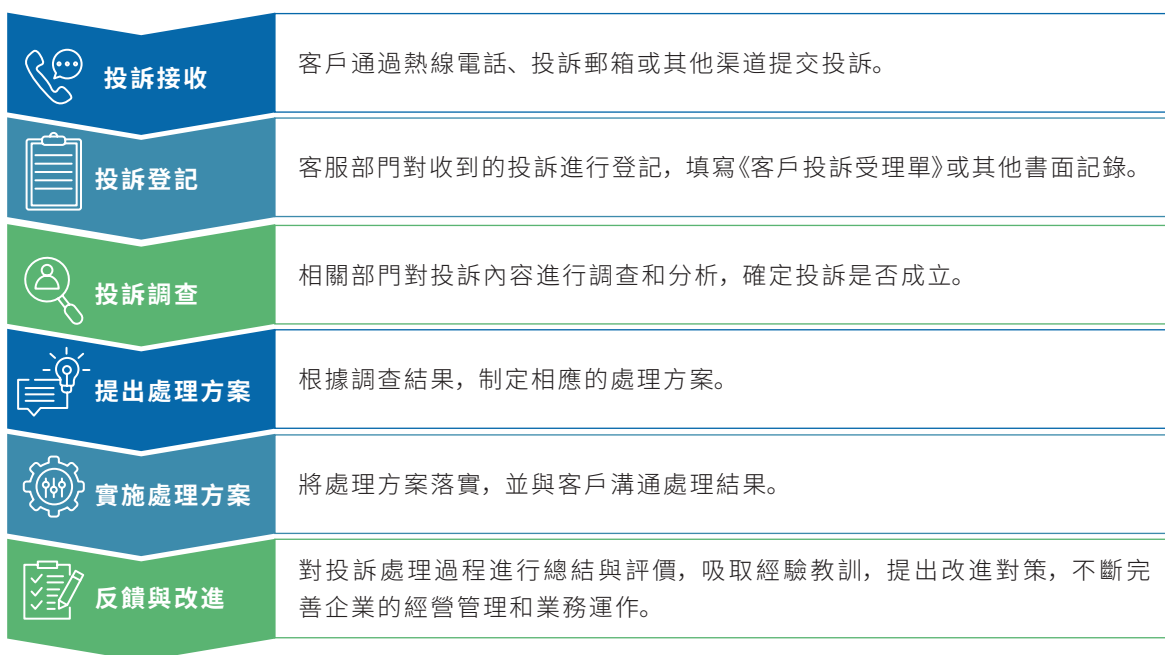 投訴接收
客戶通過熱線電話、投訴郵箱或其他渠道提交投訴。
投訴登記
客服部門對收到的投訴進行登記，填寫《客戶投訴受理單》或其他書面記錄。
投訴調查
相關部門對投訴內容進行調查和分析，確定投訴是否成立。
提出處理方案
根據調查結果，制定相應的處理方案。
實施處理方案
將處理方案落實，並與客戶溝通處理結果。
反饋與改進
對投訴處理過程進行總結與評價，吸取經驗教訓，提出改進對策，不斷完
善企業的經營管理和業務運作。